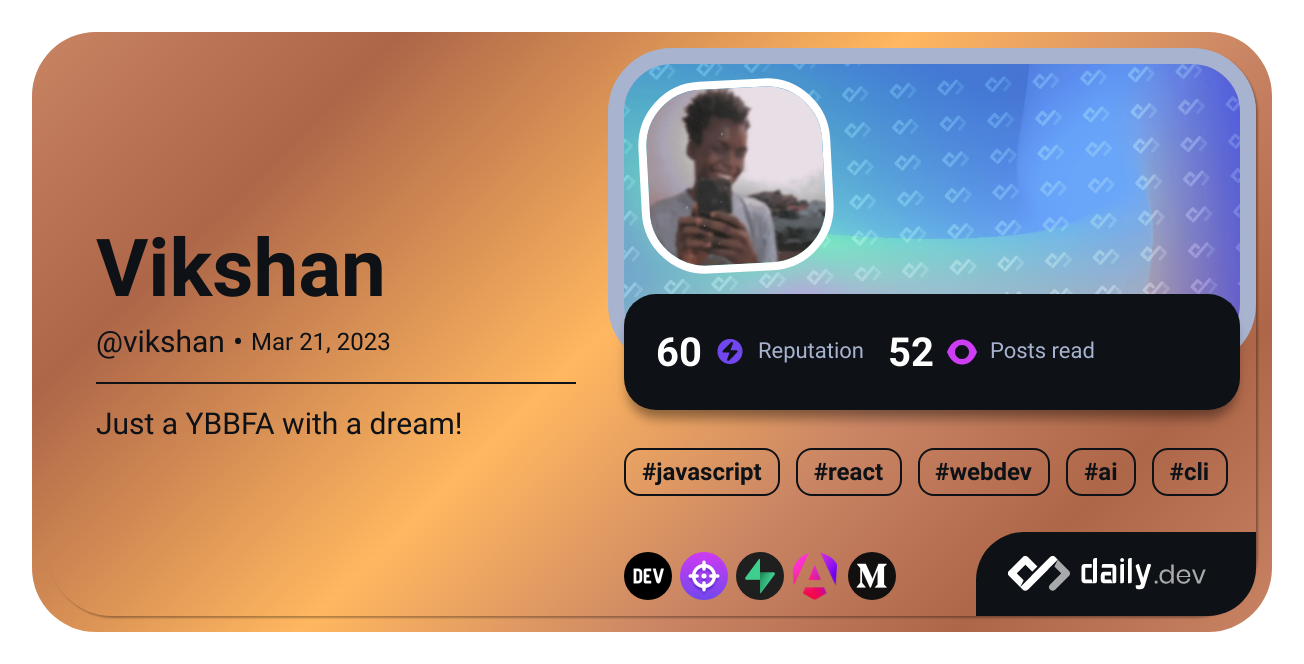 Vikshan
@vikshan • Mar 21, 2023
Just a YBBFA with a dream!
60 Reputation 52 Posts read
#javascript #react #webdev #ai #cli
DEV A M
daily.dev